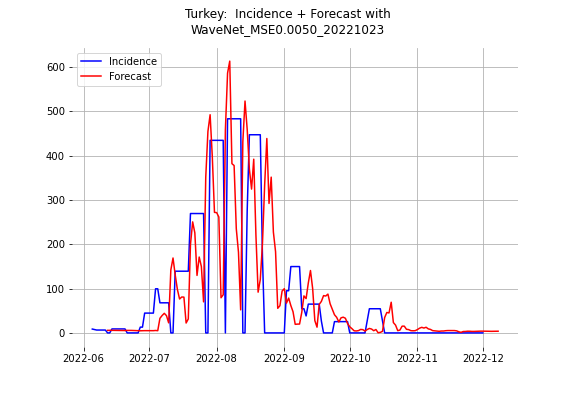 Turkey:  Incidence + Forecast with
WaveNet_MSE0.0050_20221023
Incidence
Forecast
600
500
400
300
200
100
0
2022-06 2022-07 2022-08 2022-09 2022-10 2022-11 2022-12